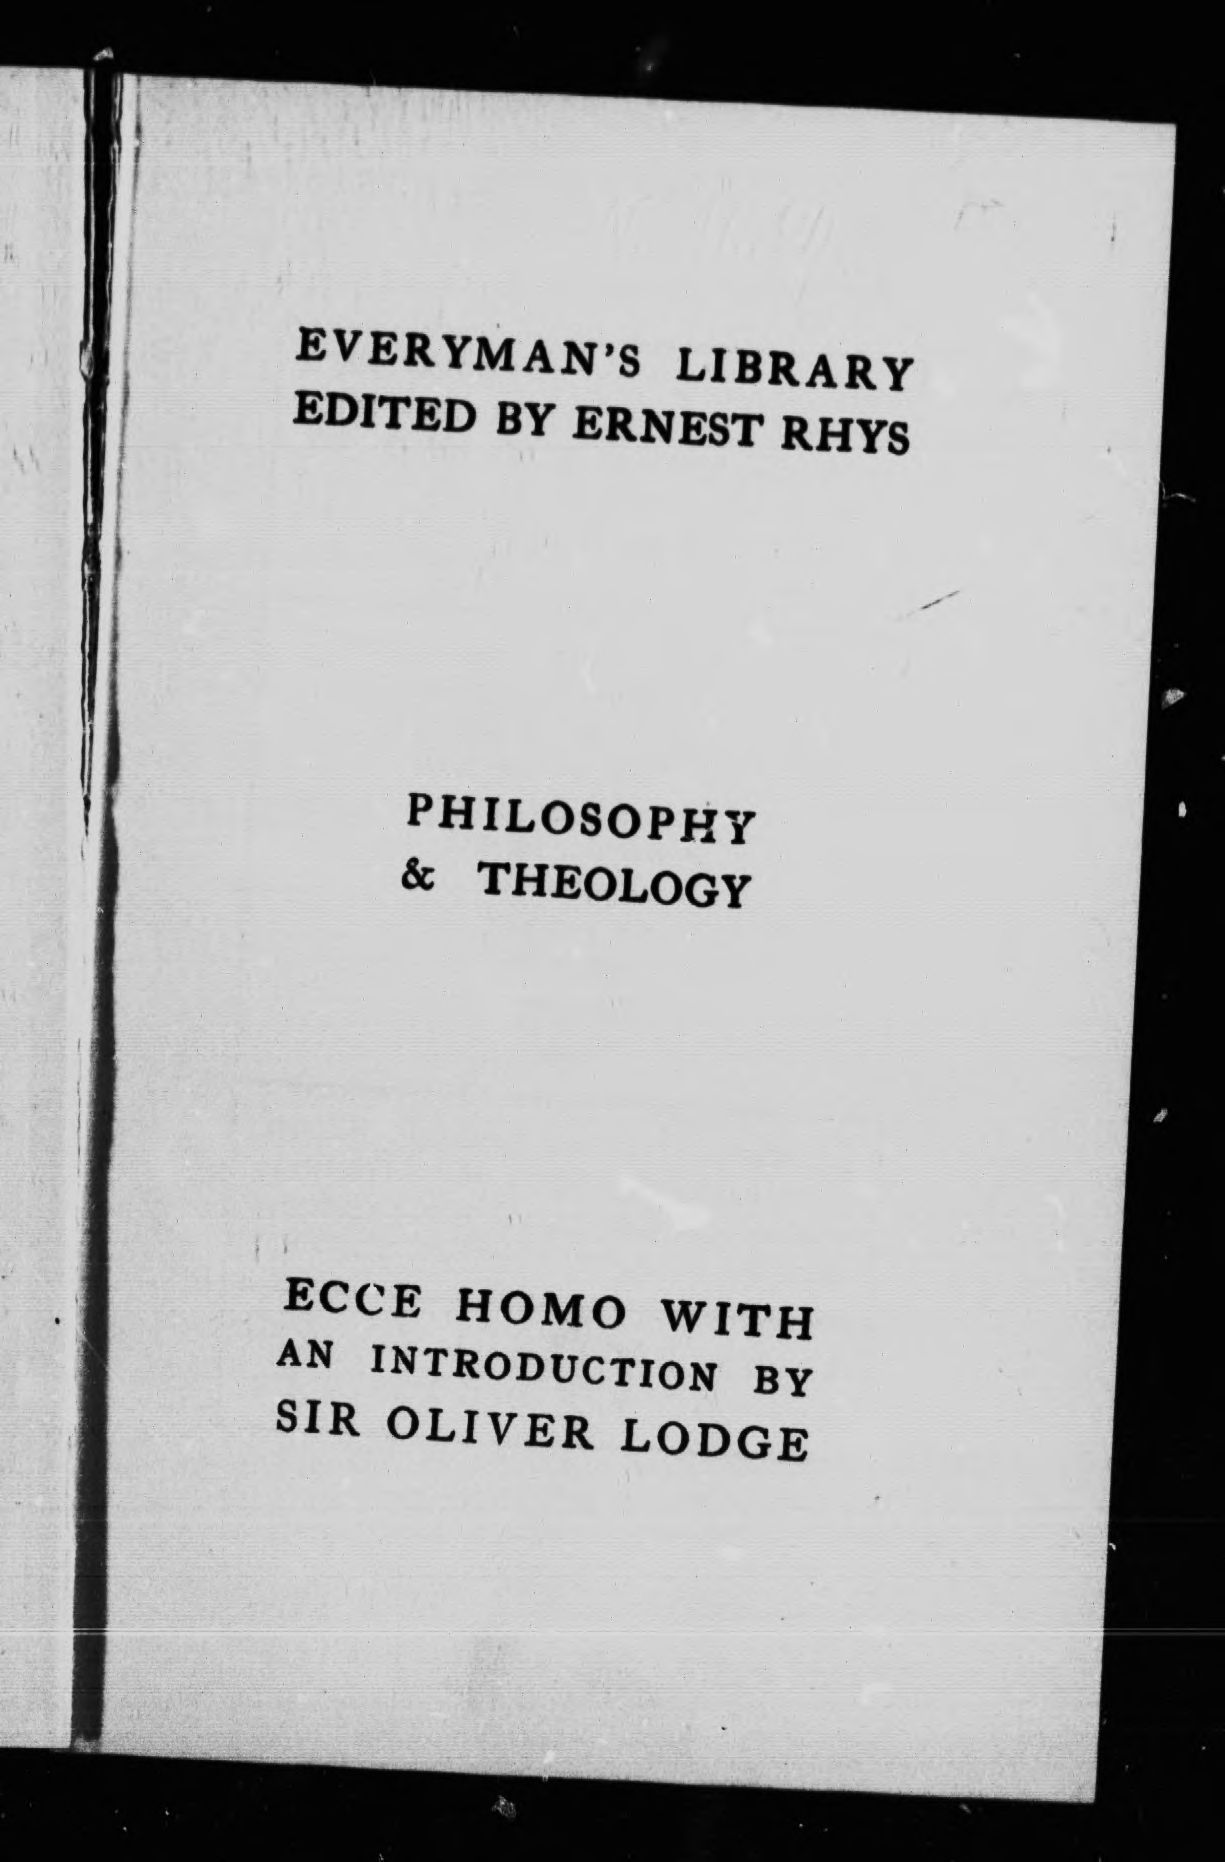 EVERYMAN'S LIBRARY
EDITED BY ERNEST RHYS
PHILOSOPHY
& THEOLOGY
ECCE HOMO WITH
AN INTRODUCTION BY
SIR OLIVER LODGE